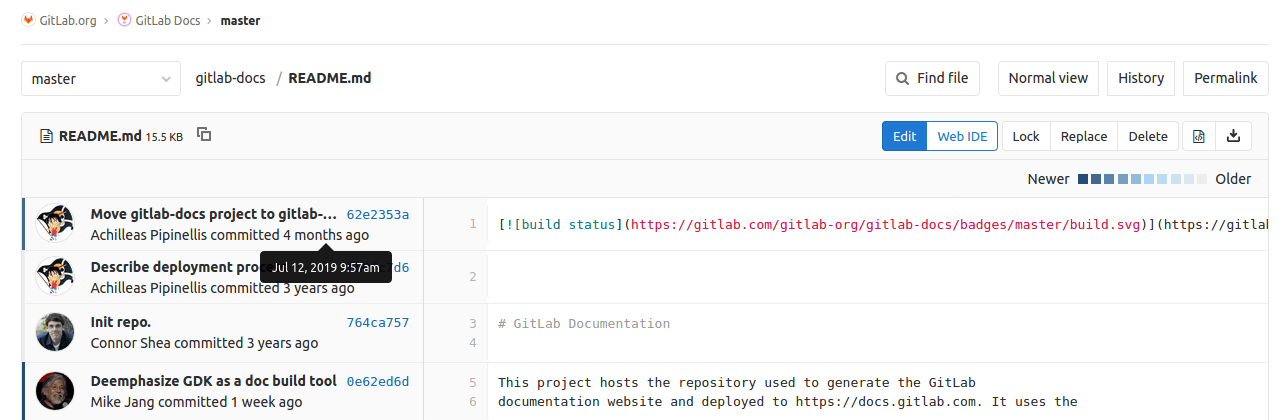 GitLab.org › GitLab Docs › master
master gitlab-docs / README.md Find file Normal view History Permalink
README.md 15.5 KB Edit Web IDE Lock Replace Delete
Newer Older
Move gitlab-docs project to gitlab-... 62e2353a
Achilleas Pipinellis committed 4 months ago
1 [![build status](https://gitlab.com/gitlab-org/gitlab-docs/badges/master/build.svg)](https://gitlab
Jul 12, 2019 9:57am
Describe deployment 7d6
Achilleas Pipinellis committed 3 years ago
2
Init repo. 764ca757
Connor Shea committed 3 years ago
3 # GitLab Documentation
4
Deemphasize GDK as a doc build tool 0e62ed6d
Mike Jang committed 1 week ago
5 This project hosts the repository used to generate the GitLab
6 documentation website and deployed to https://docs.gitlab.com. It uses the